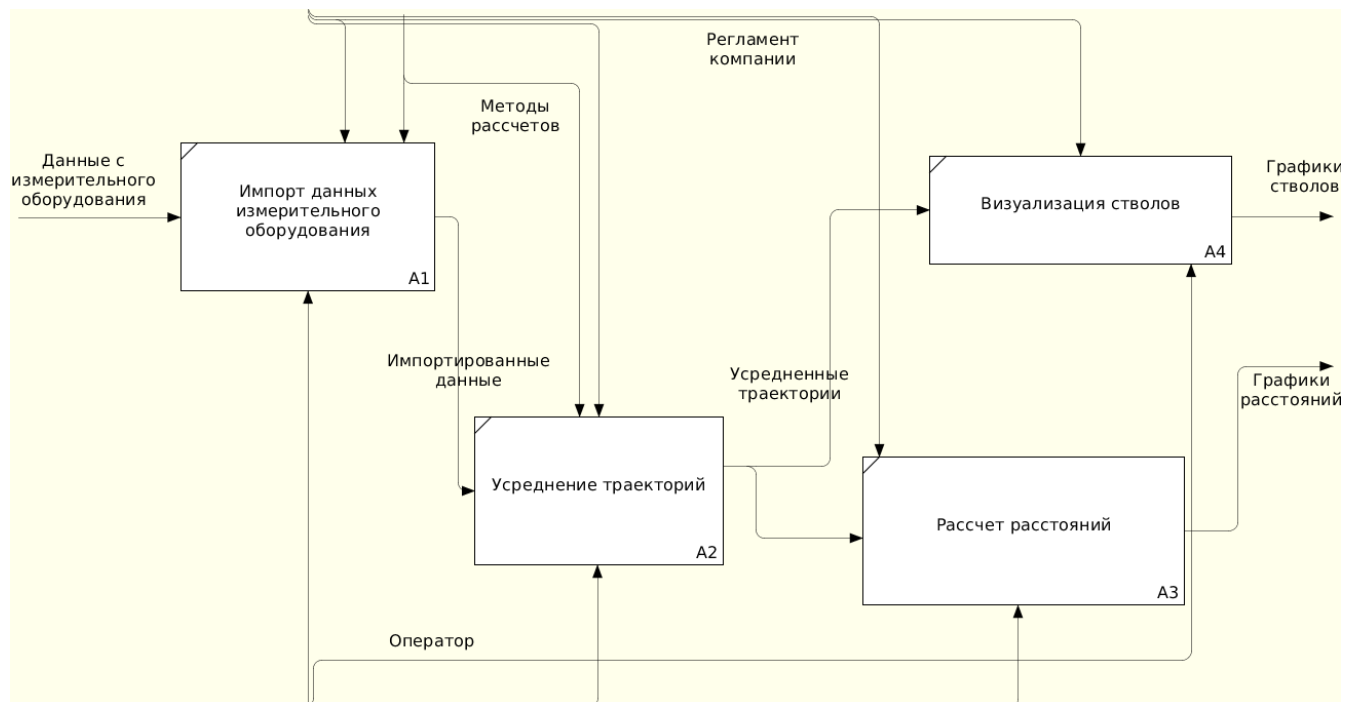 Регламент
компании
Методы
рассчетов
Данные с
измерительного
оборудования
Импорт данных
измерительного
оборудования
A1
Визуализация стволов
A4
Графики
стволов
Импортированные
данные
Усредненные
траектории
Графики
расстояний
Усреднение траекторий
A2
Рассчет расстояний
A3
Оператор